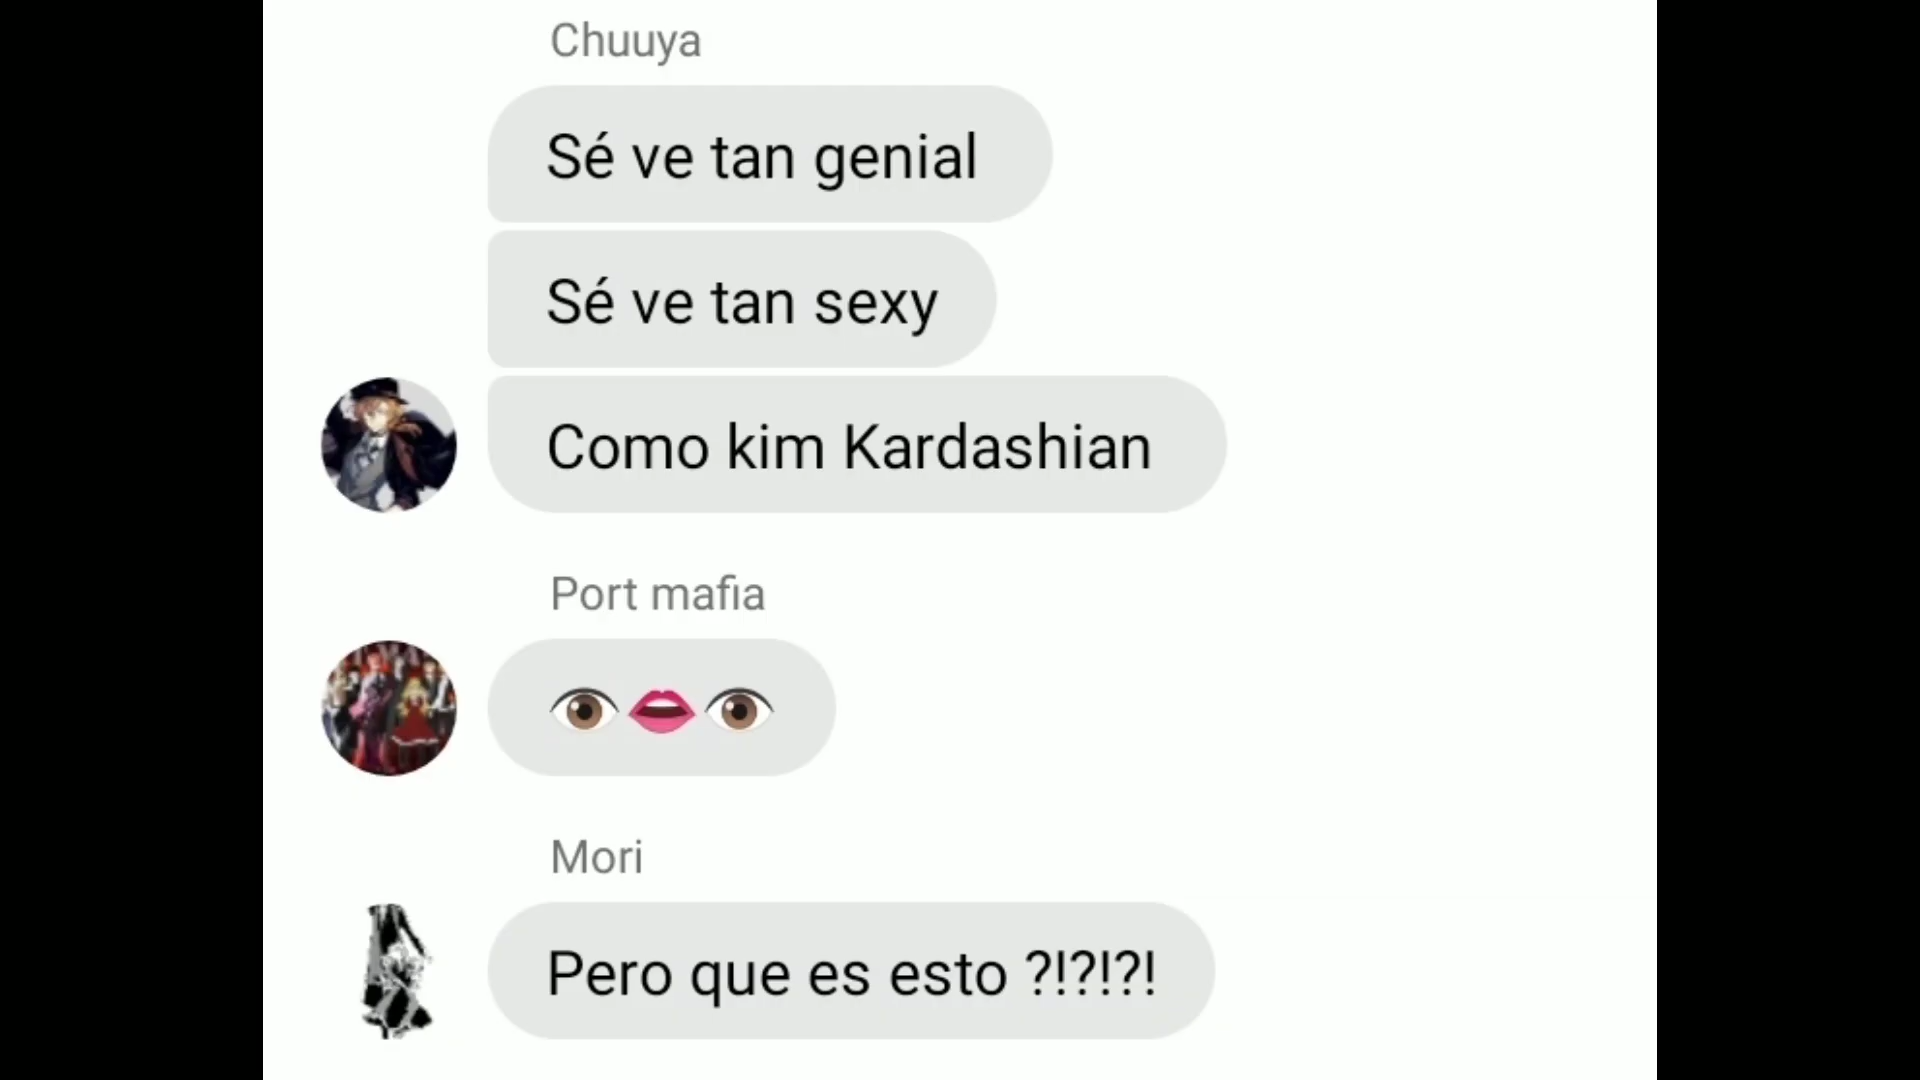 Chuuya
Sé ve tan genial
Sé ve tan sexy
Como kim Kardashian
Port mafia
👁️👄👁️
Mori
Pero que es esto ?!?!?!